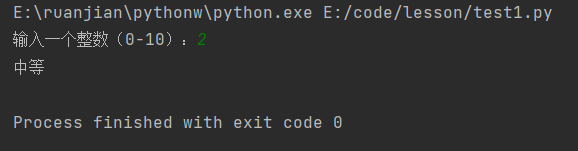 E:\ruanjian\pythonw\python.exe E:/code/lesson/test1.py
输入一个整数（0-10）：2
中等
Process finished with exit code 0